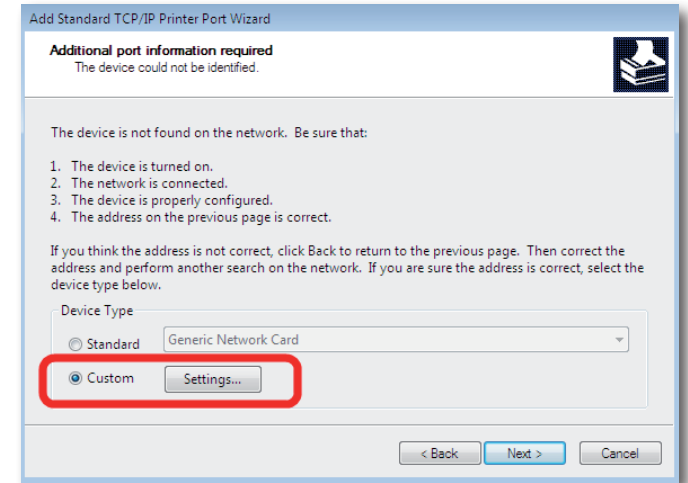 Add Standard TCP/IP Printer Port Wizard
Additional port information required
The device could not be identified.
The device is not found on the network.  Be sure that:
1.  The device is turned on.
2.  The network is connected.
3.  The device is properly configured.
4.  The address on the previous page is correct.
If you think the address is not correct, click Back to return to the previous page.  Then correct the
address and perform another search on the network.  If you are sure the address is correct, select the
device type below.
Device Type
Standard Generic Network Card
Custom Settings...
< Back Next > Cancel